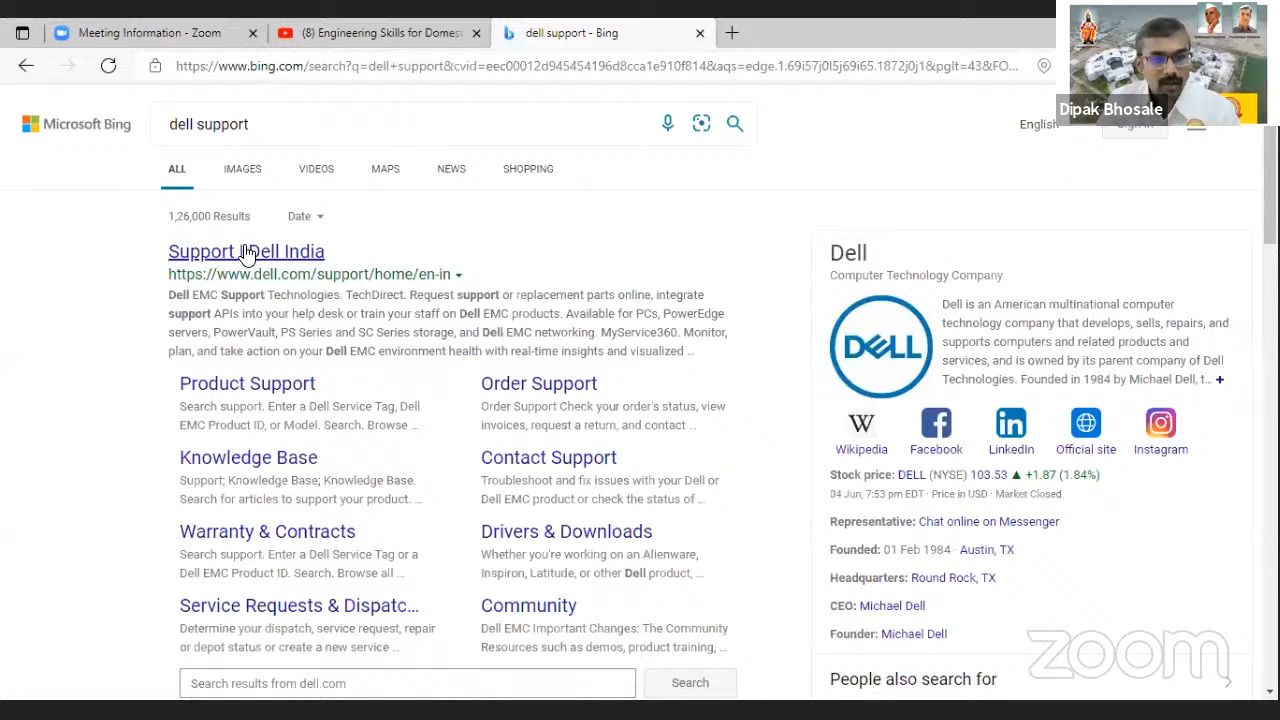 Meeting Information - Zoom
(8) Engineering Skills for Domes
dell support - Bing
https://www.bing.com/search?q=dell+support&cvid=eec00012d945454196d8cca1e910f814&aqs=edge.1.69i57j0l5j69i65.1872j0j1&pglt=43&FO...
Dipak Bhosale
Microsoft Bing
dell support
English
Sign in
ALL
IMAGES
VIDEOS
MAPS
NEWS
SHOPPING
1,26,000 Results
Date
Support | Dell India
https://www.dell.com/support/home/en-in
Dell EMC Support Technologies. TechDirect. Request support or replacement parts online, integrate
support APIs into your help desk or train your staff on Dell EMC products. Available for PCs, PowerEdge
servers, PowerVault, PS Series and SC Series storage, and Dell EMC networking. MyService360. Monitor,
plan, and take action on your Dell EMC environment health with real-time insights and visualized ...
Product Support
Search support. Enter a Dell Service Tag, Dell
EMC Product ID, or Model. Search. Browse ...
Order Support
Order Support Check your order's status, view
invoices, request a return, and contact ...
Knowledge Base
Support; Knowledge Base; Knowledge Base.
Search for articles to support your product. ...
Contact Support
Troubleshoot and fix issues with your Dell or
Dell EMC product or check the status of ...
Warranty & Contracts
Search support. Enter a Dell Service Tag or a
Dell EMC Product ID. Search. Browse all ...
Drivers & Downloads
Whether you're working on an Alienware,
Inspiron, Latitude, or other Dell product, ...
Service Requests & Dispatc...
Determine your dispatch, service request, repair
or depot status or create a new service ...
Community
Dell EMC Important Changes: The Community
Resources such as demos, product training, ...
Search results from dell.com
Search
Dell
Computer Technology Company
DELL
Dell is an American multinational computer
technology company that develops, sells, repairs, and
supports computers and related products and
services, and is owned by its parent company of Dell
Technologies. Founded in 1984 by Michael Dell, t... +
W
Wikipedia
Facebook
LinkedIn
Official site
Instagram
Stock price: DELL (NYSE) 103.53 ▲ +1.87 (1.84%)
04 Jun, 7:53 pm EDT · Price in USD · Market Closed
Representative: Chat online on Messenger
Founded: 01 Feb 1984 · Austin, TX
Headquarters: Round Rock, TX
CEO: Michael Dell
Founder: Michael Dell
People also search for
zoom